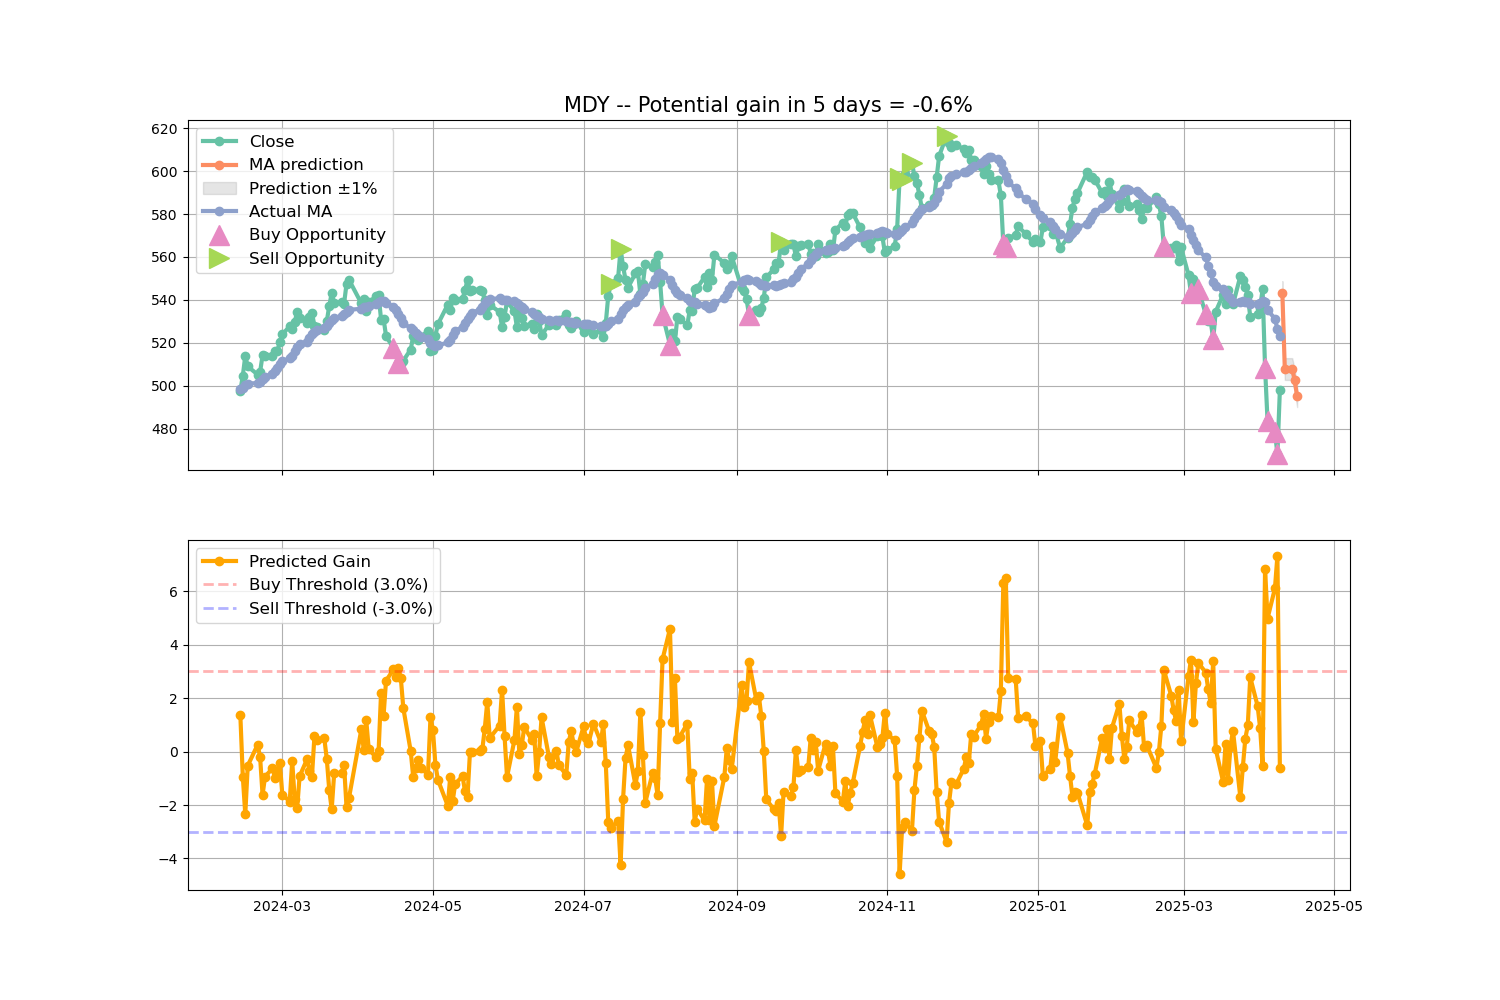 MDY -- Potential gain in 5 days = -0.6%
620
600
580
560
540
520
500
480
Close
MA prediction
Prediction ±1%
Actual MA
Buy Opportunity
Sell Opportunity
6
4
2
0
−2
−4
Predicted Gain
Buy Threshold (3.0%)
Sell Threshold (-3.0%)
2024-03
2024-05
2024-07
2024-09
2024-11
2025-01
2025-03
2025-05